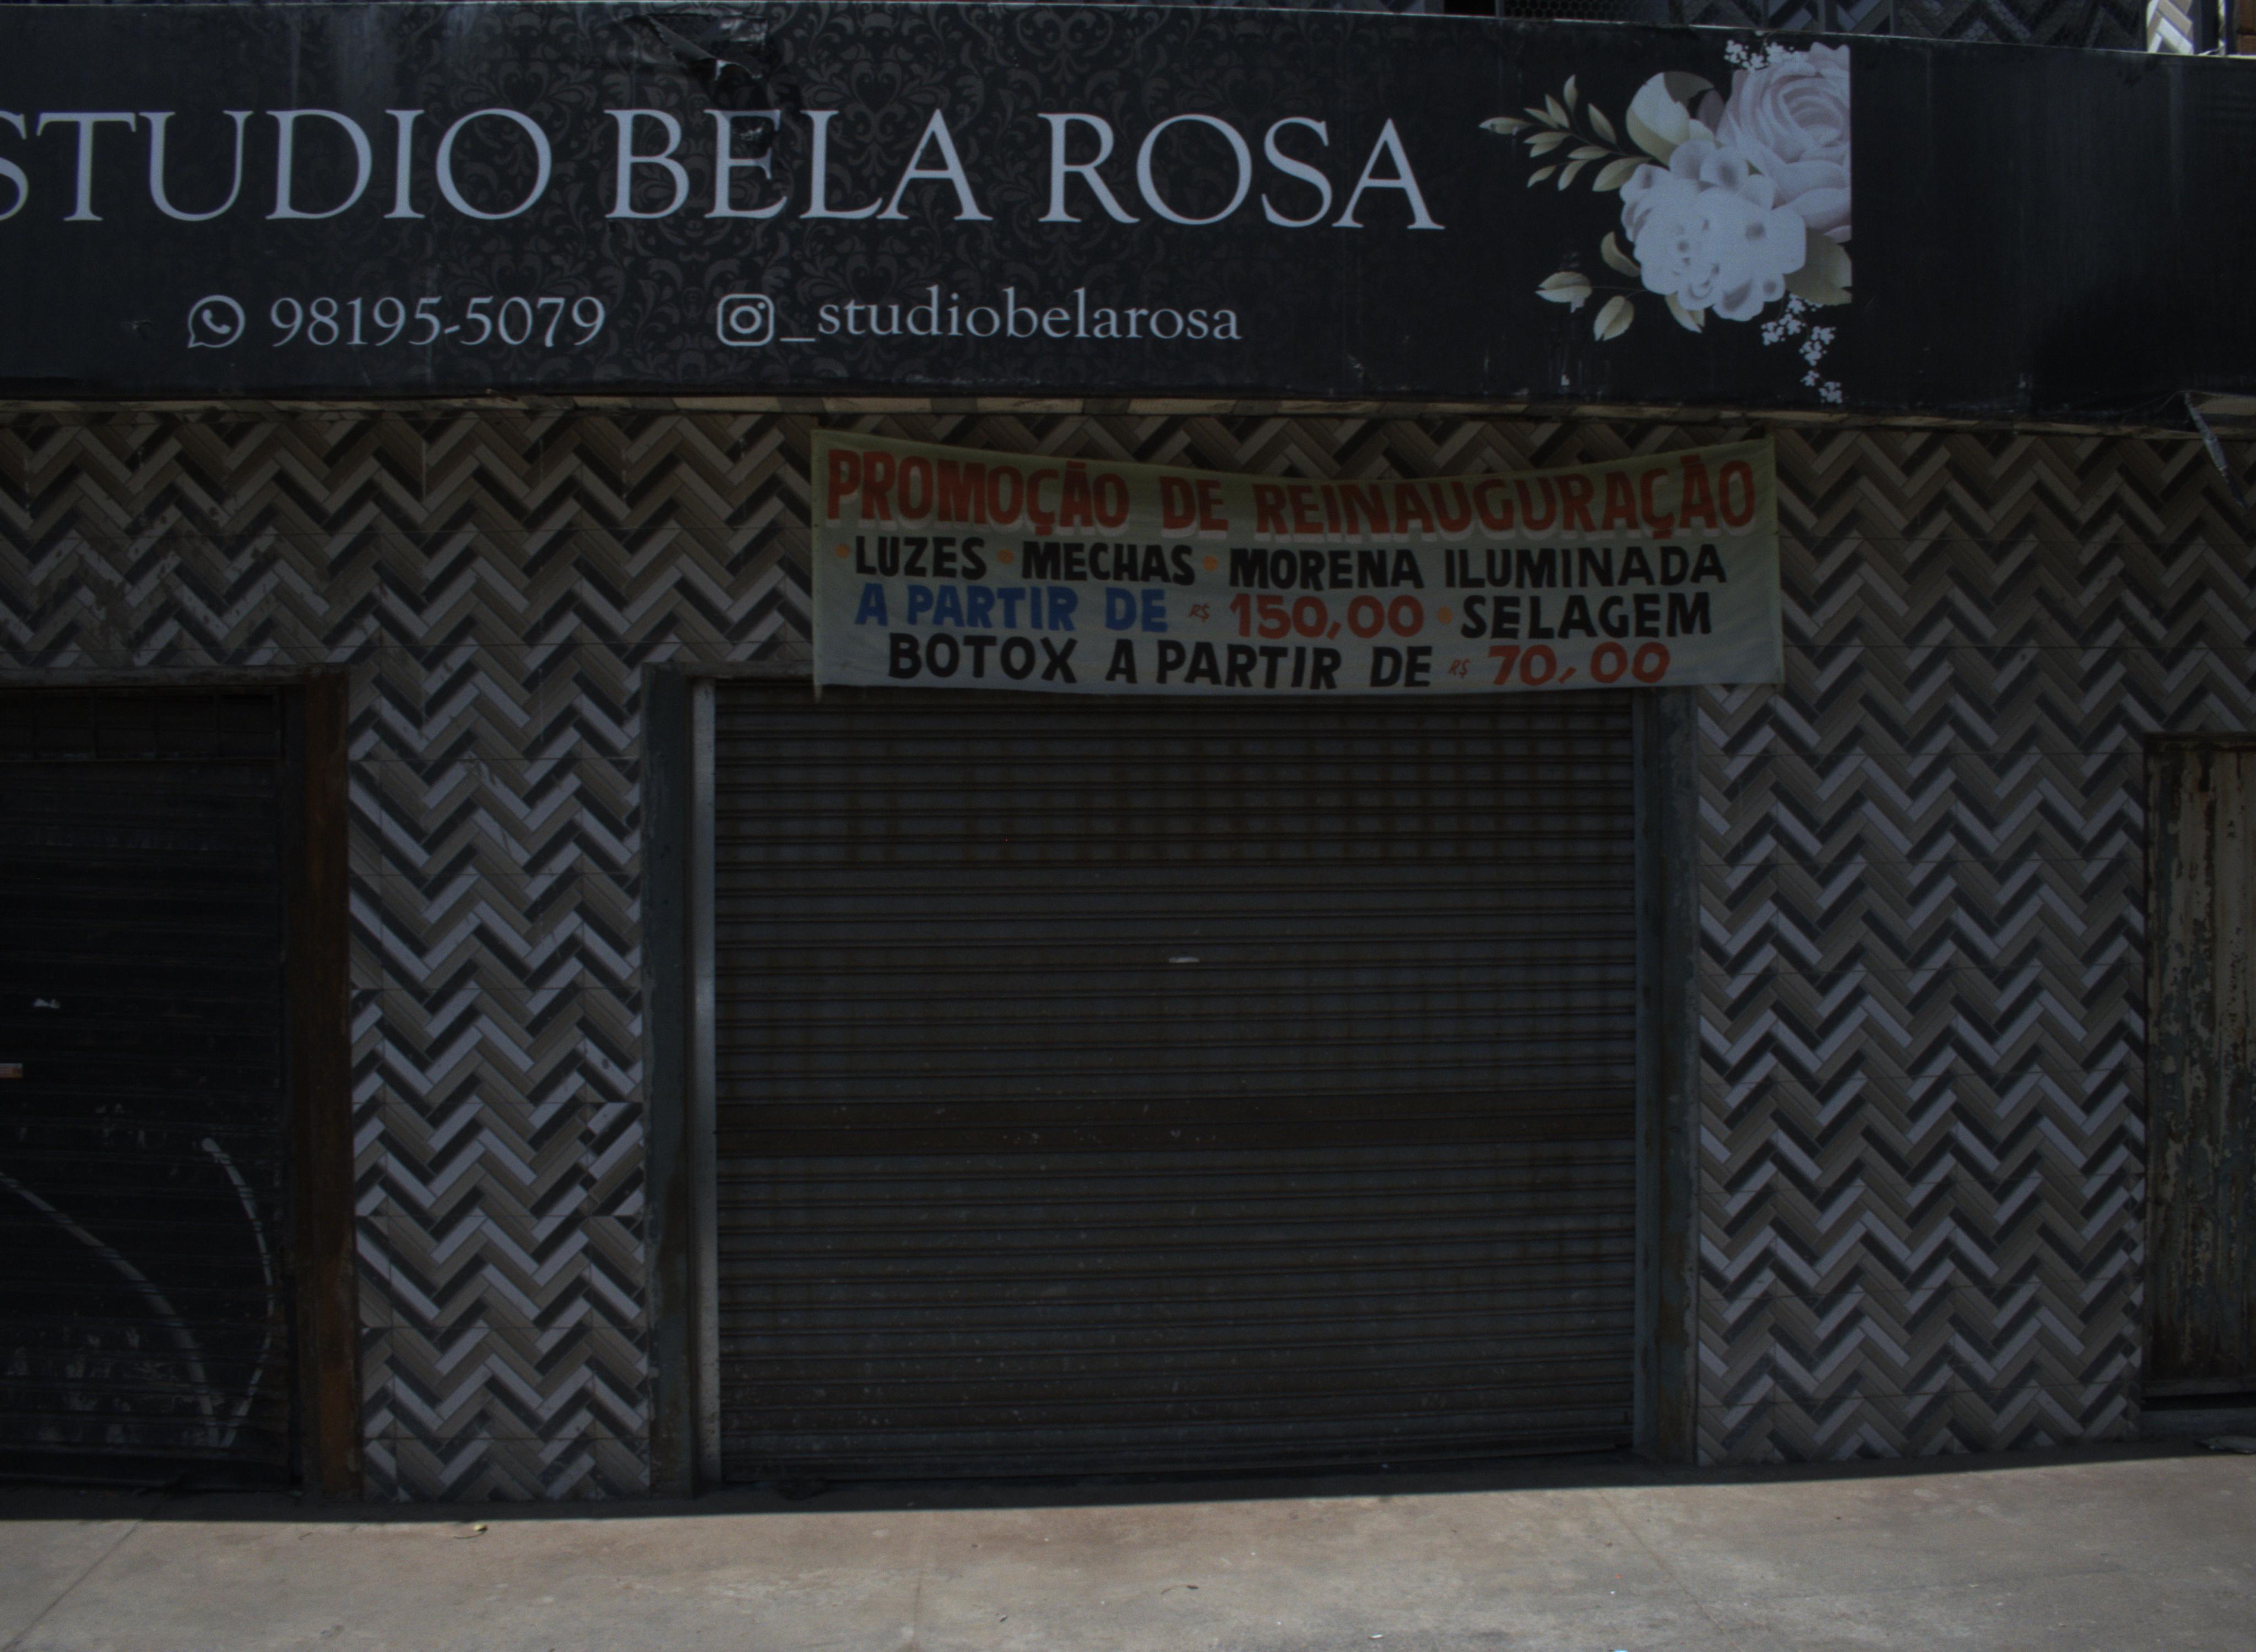 STUDIO BELA ROSA
98195-5079 _studiobelarosa
PROMOÇÃO DE REINAUGURAÇÃO
•LUZES •MECHAS •MORENA ILUMINADA
A PARTIR DE R$ 150,00 •SELAGEM
BOTOX A PARTIR DE R$ 70,00